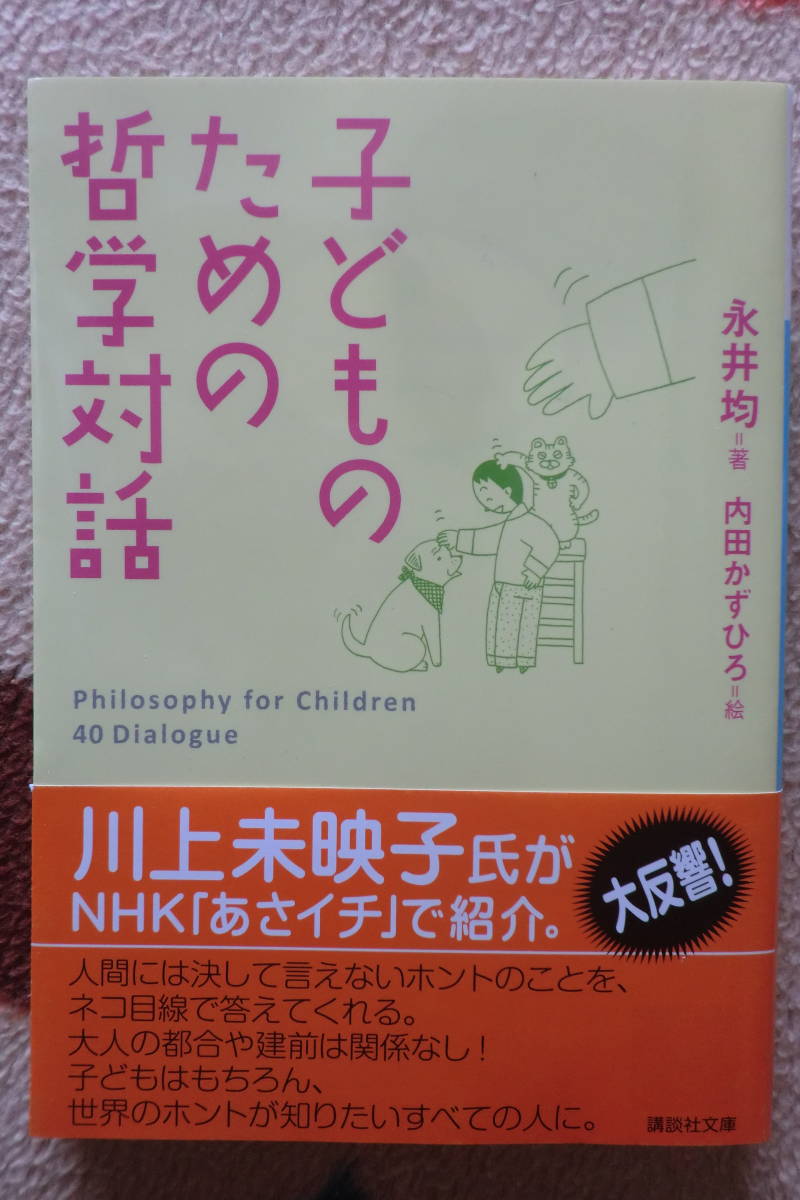 子どもの
ための
哲学対話
永井均=著 内田かずひろ=絵
Philosophy for Children
40 Dialogue
川上未映子氏が
NHK「あさイチ」で紹介。
大反響!
人間には決して言えないホントのことを、
ネコ目線で答えてくれる。
大人の都合や建前は関係なし!
子どもはもちろん、
世界のホントが知りたいすべての人に。
講談社文庫